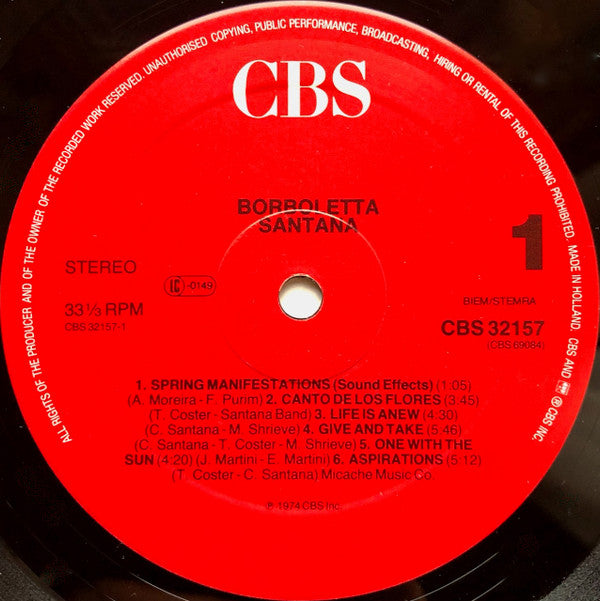 ALL RIGHTS OF THE PRODUCER AND OF THE OWNER OF THE RECORDED WORK RESERVED. UNAUTHORISED COPYING, PUBLIC PERFORMANCE, BROADCASTING, HIRING OR RENTAL OF THIS RECORDING PROHIBITED. MADE IN HOLLAND. CBS AND ℗ CBS INC.
CBS
BORBOLETTA
SANTANA
1
STEREO
LC -0149
33 1/3 RPM
CBS 32157-1
BIEM/STEMRA
CBS 32157
(CBS 69084)
1. SPRING MANIFESTATIONS (Sound Effects) (1:05)
(A. Moreira - F. Purim) 2. CANTO DE LOS FLORES (3:45)
(T. Coster - Santana Band) 3. LIFE IS ANEW (4:30)
(C. Santana - M. Shrieve) 4. GIVE AND TAKE (5:46)
(C. Santana - T. Coster - M. Shrieve) 5. ONE WITH THE
SUN (4:20) (J. Martini - E. Martini) 6. ASPIRATIONS (5:12)
(T. Coster - C. Santana) Micache Music Co.
℗ 1974 CBS Inc.